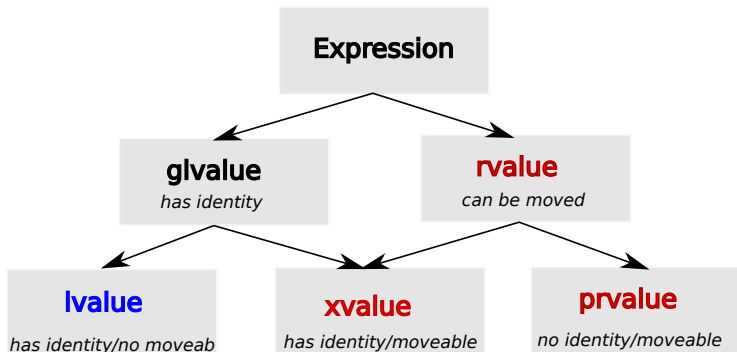 Expression
glvalue
has identity
rvalue
can be moved
lvalue
has identity/no moveab
xvalue
has identity/moveable
prvalue
no identity/moveable